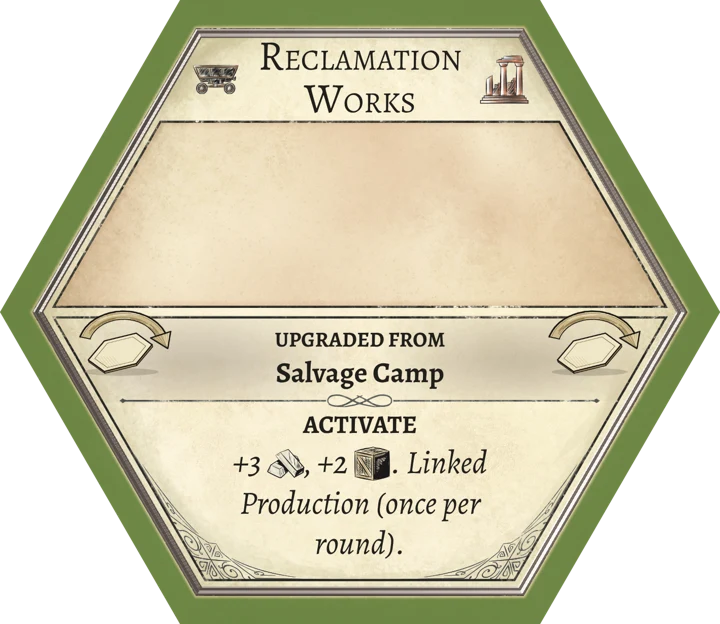 Reclamation
Works
UPGRADED FROM
Salvage Camp
ACTIVATE
+3 , +2 . Linked
Production (once per
round).